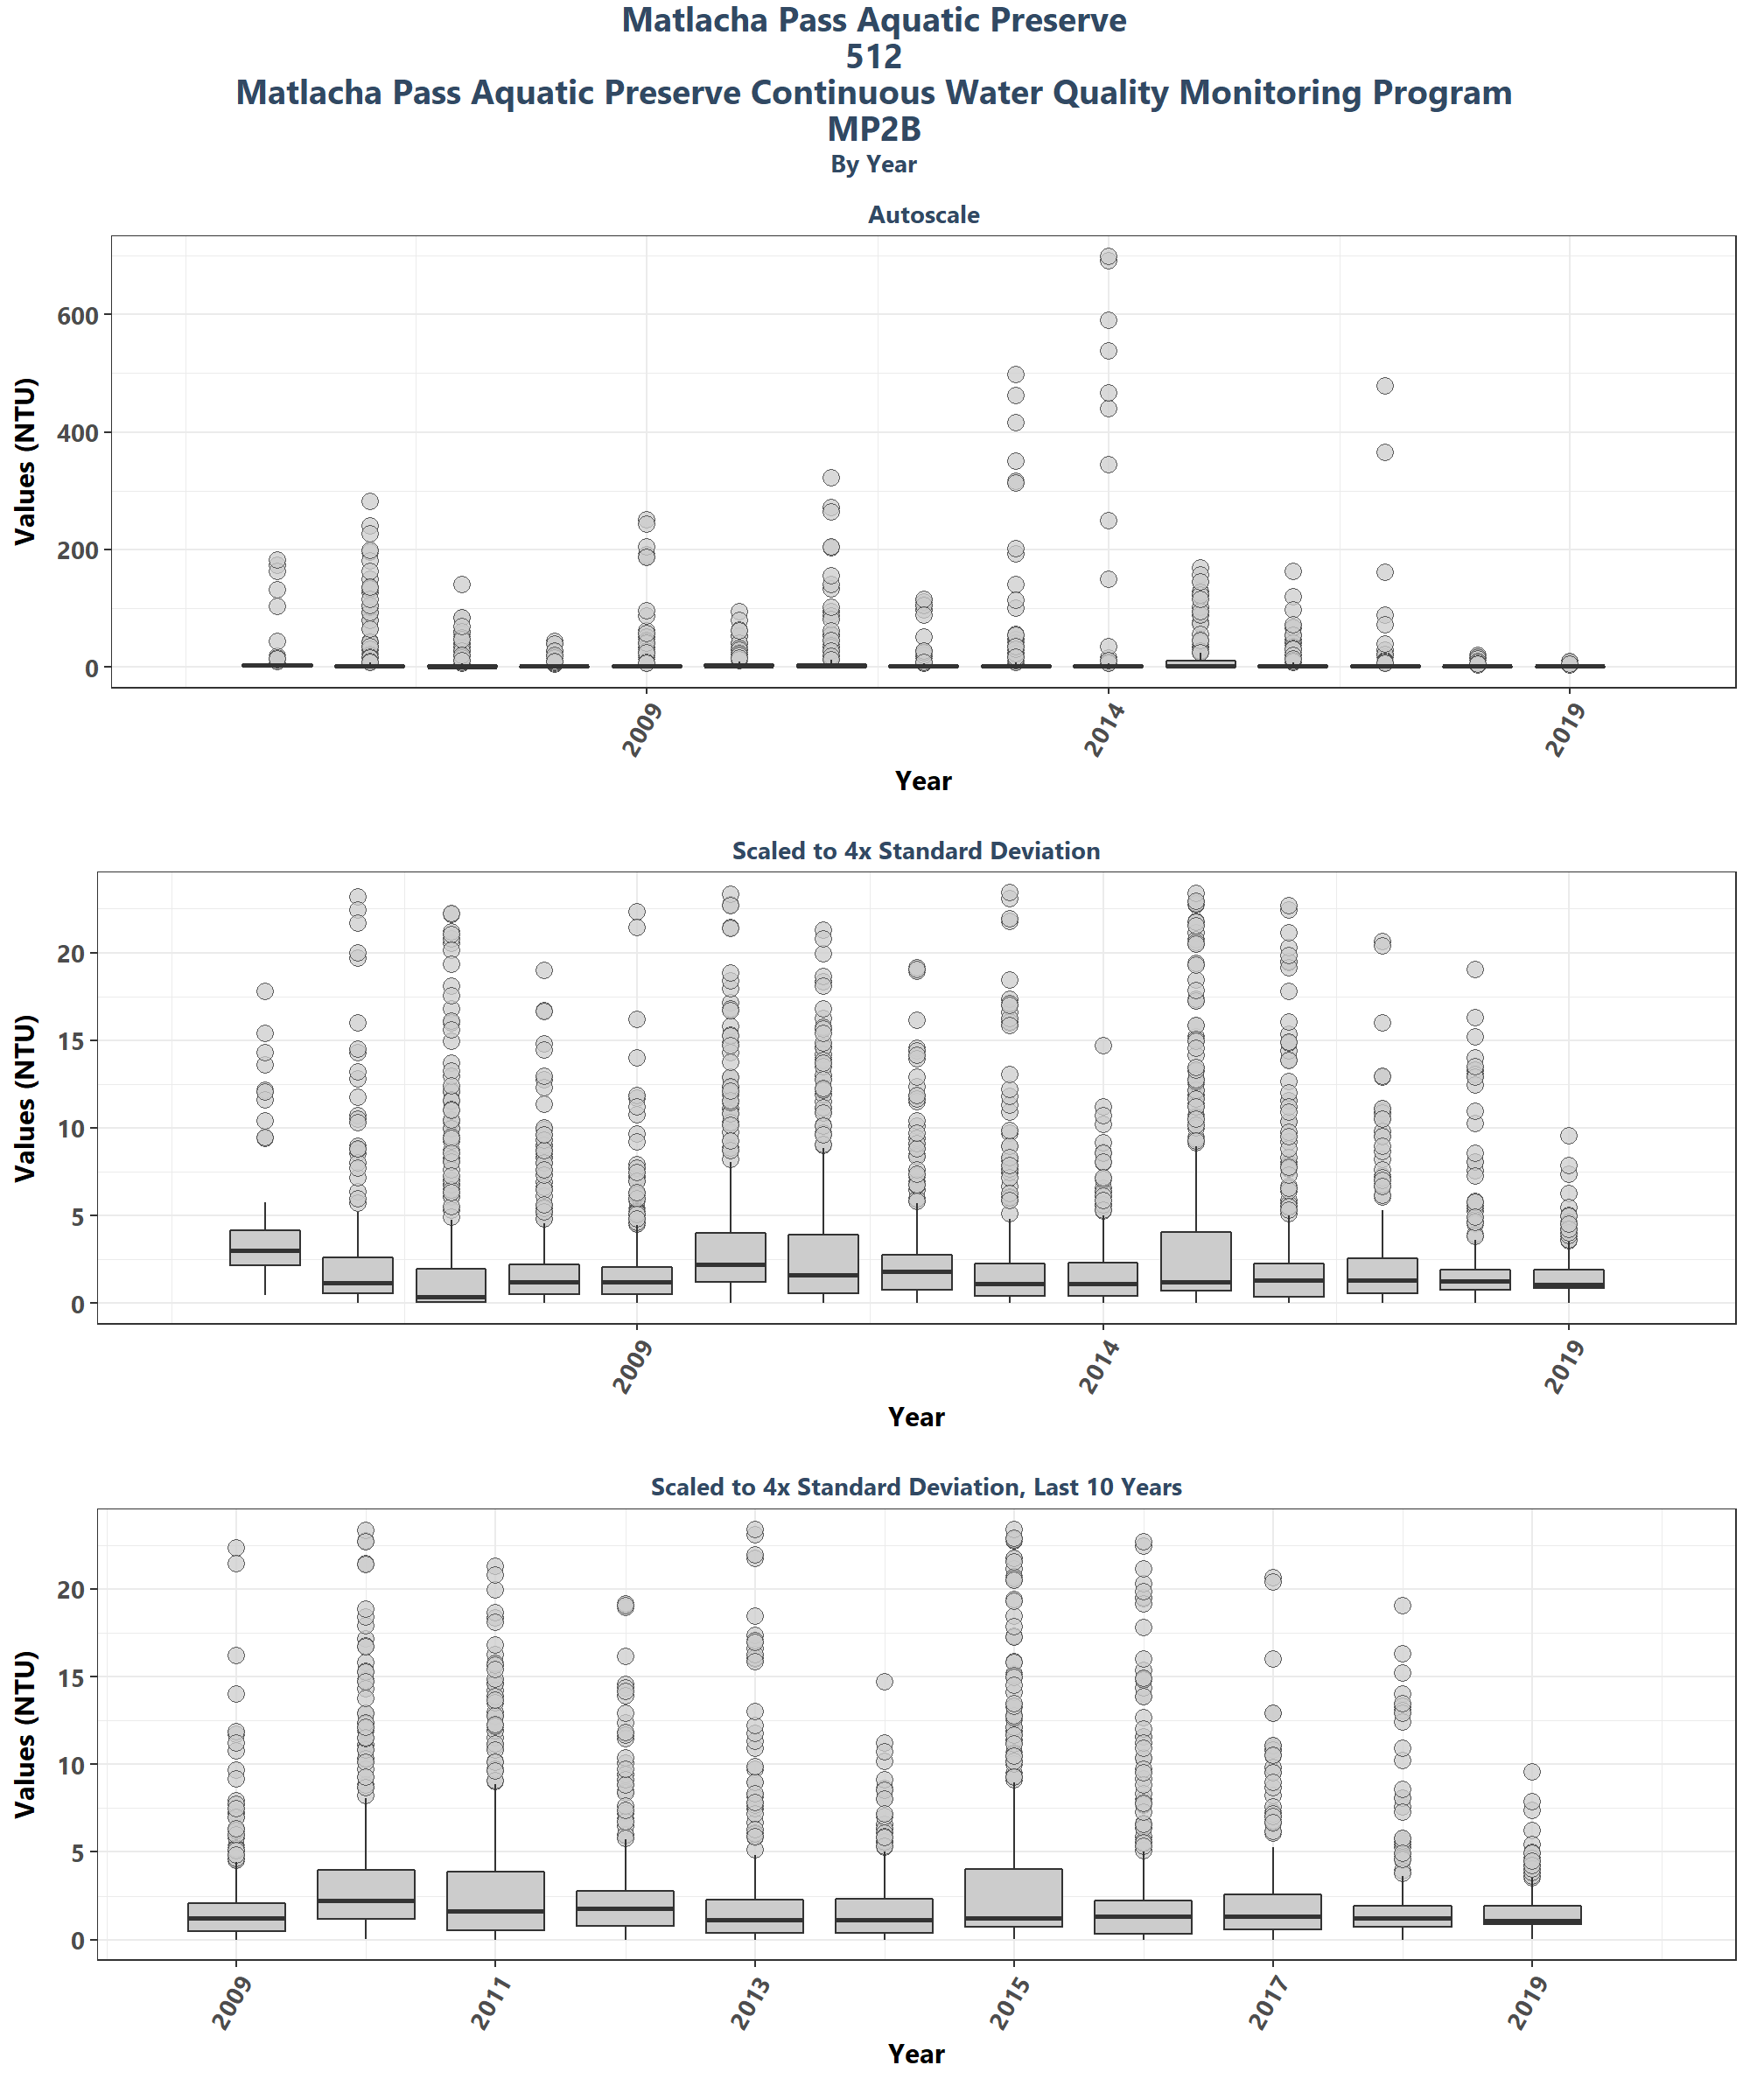 Matlacha Pass Aquatic Preserve
512
Matlacha Pass Aquatic Preserve Continuous Water Quality Monitoring Program
MP2B
By Year
Autoscale
Values (NTU)
600
400
200
0
2009
2014
2019
Year
Scaled to 4x Standard Deviation
Values (NTU)
20
15
10
5
0
2009
2014
2019
Year
Scaled to 4x Standard Deviation, Last 10 Years
Values (NTU)
20
15
10
5
0
2009
2011
2013
2015
2017
2019
Year